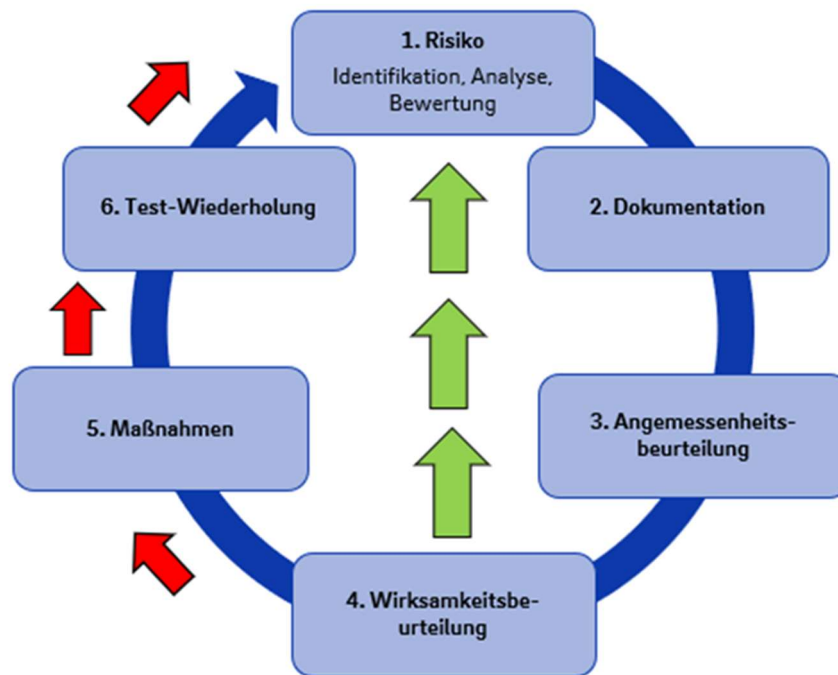 1. Risiko
Identifikation, Analyse,
Bewertung
2. Dokumentation
3. Angemessenheits-
beurteilung
4. Wirksamkeitsbe-
urteilung
5. Maßnahmen
6. Test-Wiederholung